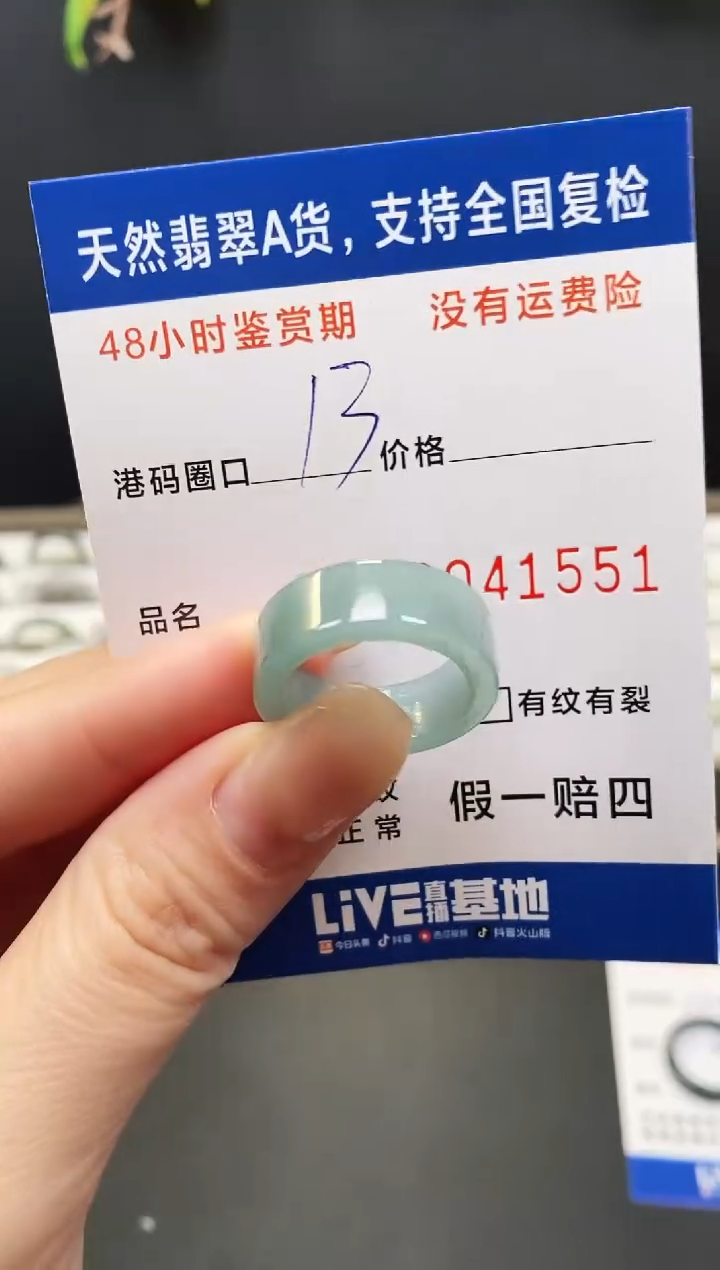 天然翡翠A货，支持全国复检
48小时鉴赏期 没有运费险
港码圈口 13 价格
品名 041551
有纹有裂
假一赔四
正常
LiVE直播基地
今日头条 抖音 西瓜视频 抖音火山版